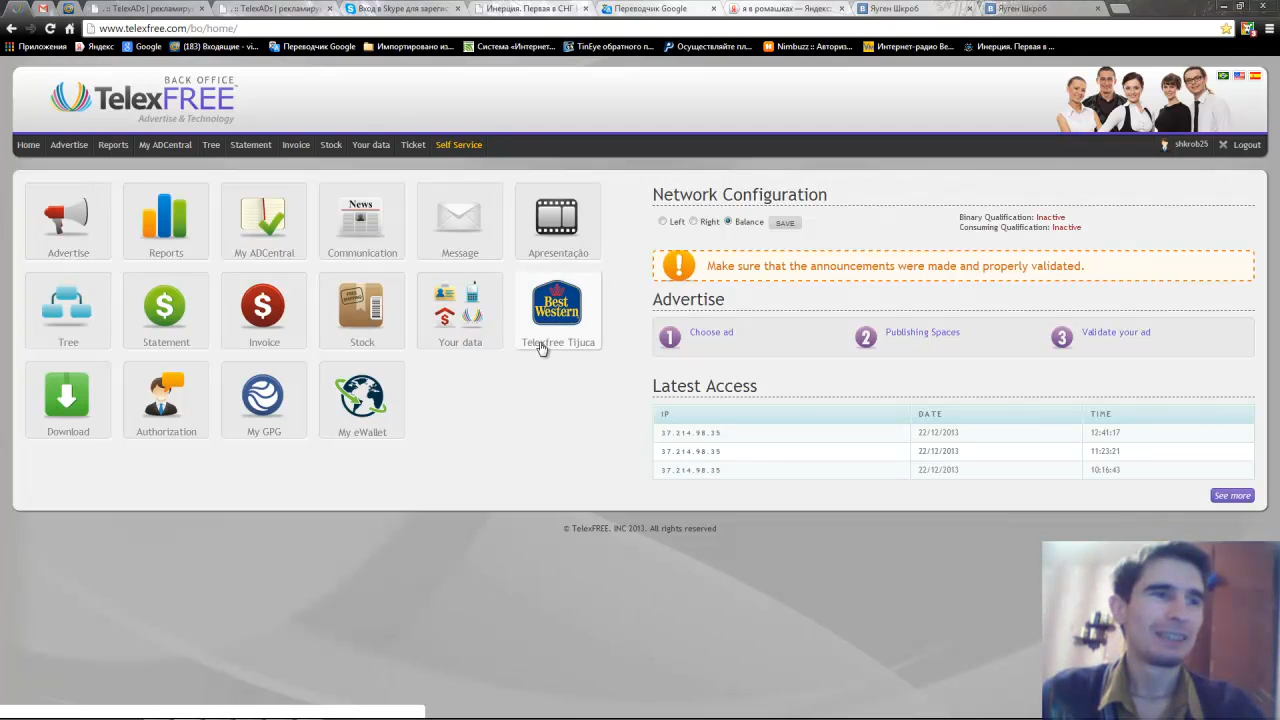 .:: TelexADs | рекламиру
.:: TelexADs | рекламиру
Вход в Skype для зарегис
Инерция. Первая в СНГ
Переводчик Google
я в ромашках — Яндекс
Яуген Шкроб
Яуген Шкроб
www.telexfree.com/bo/home/
Приложения
Яндекс
Google
(183) Входящие - vi...
Переводчик Google
Импортировано из...
Система «Интернет...
TinEye обратного п...
Осуществляйте пл...
Nimbuzz :: Авториз...
Интернет-радио Ве...
Инерция. Первая в ...
BACK OFFICE
TelexFREE
Advertise & Technology
Home Advertise Reports My ADCentral Tree Statement Invoice Stock Your data Ticket Self Service
shkrob25 Logout
Advertise Reports My ADCentral Communication Message Apresentação
News
FREE SHIPPING
Best Western
Tree Statement Invoice Stock Your data Telexfree Tijuca
Download Authorization My GPG My eWallet
Network Configuration
Left Right Balance SAVE
Binary Qualification: Inactive
Consuming Qualification: Inactive
Make sure that the announcements were made and properly validated.
Advertise
1 Choose ad 2 Publishing Spaces 3 Validate your ad
Latest Access
IP DATE TIME
37.214.98.35 22/12/2013 12:41:17
37.214.98.35 22/12/2013 11:23:21
37.214.98.35 22/12/2013 10:16:43
See more
© TelexFREE, INC 2013. All rights reserved